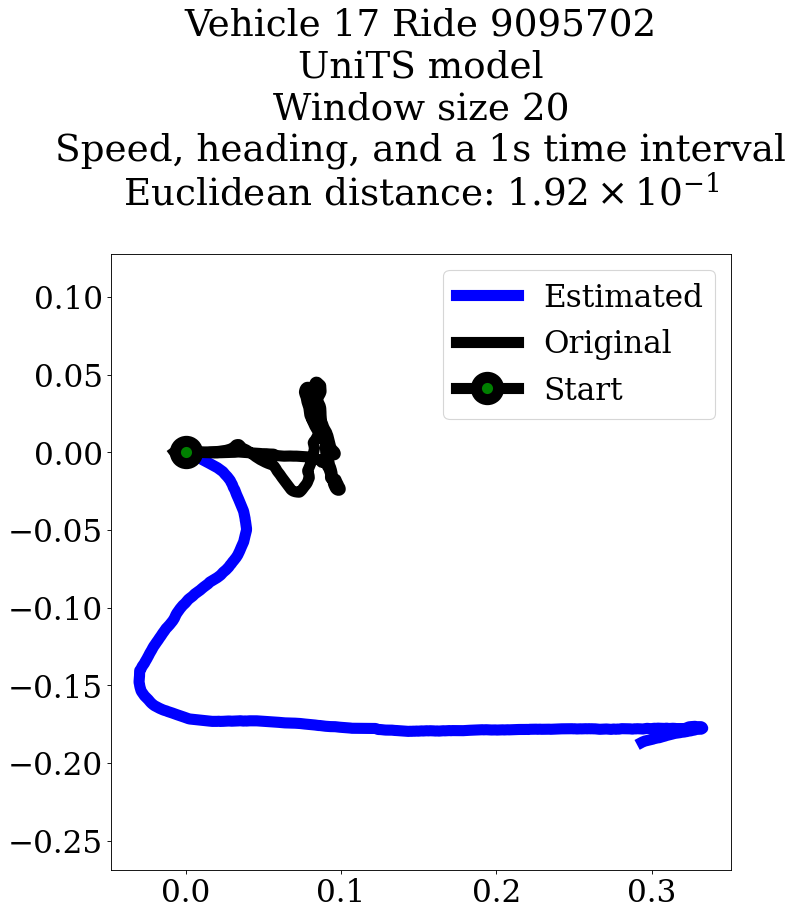 Vehicle 17 Ride 9095702
UniTS model
Window size 20
Speed, heading, and a 1s time interval
Euclidean distance: 1.92 × 10⁻¹
Estimated
Original
Start
0.10
0.05
0.00
−0.05
−0.10
−0.15
−0.20
−0.25
0.0 0.1 0.2 0.3